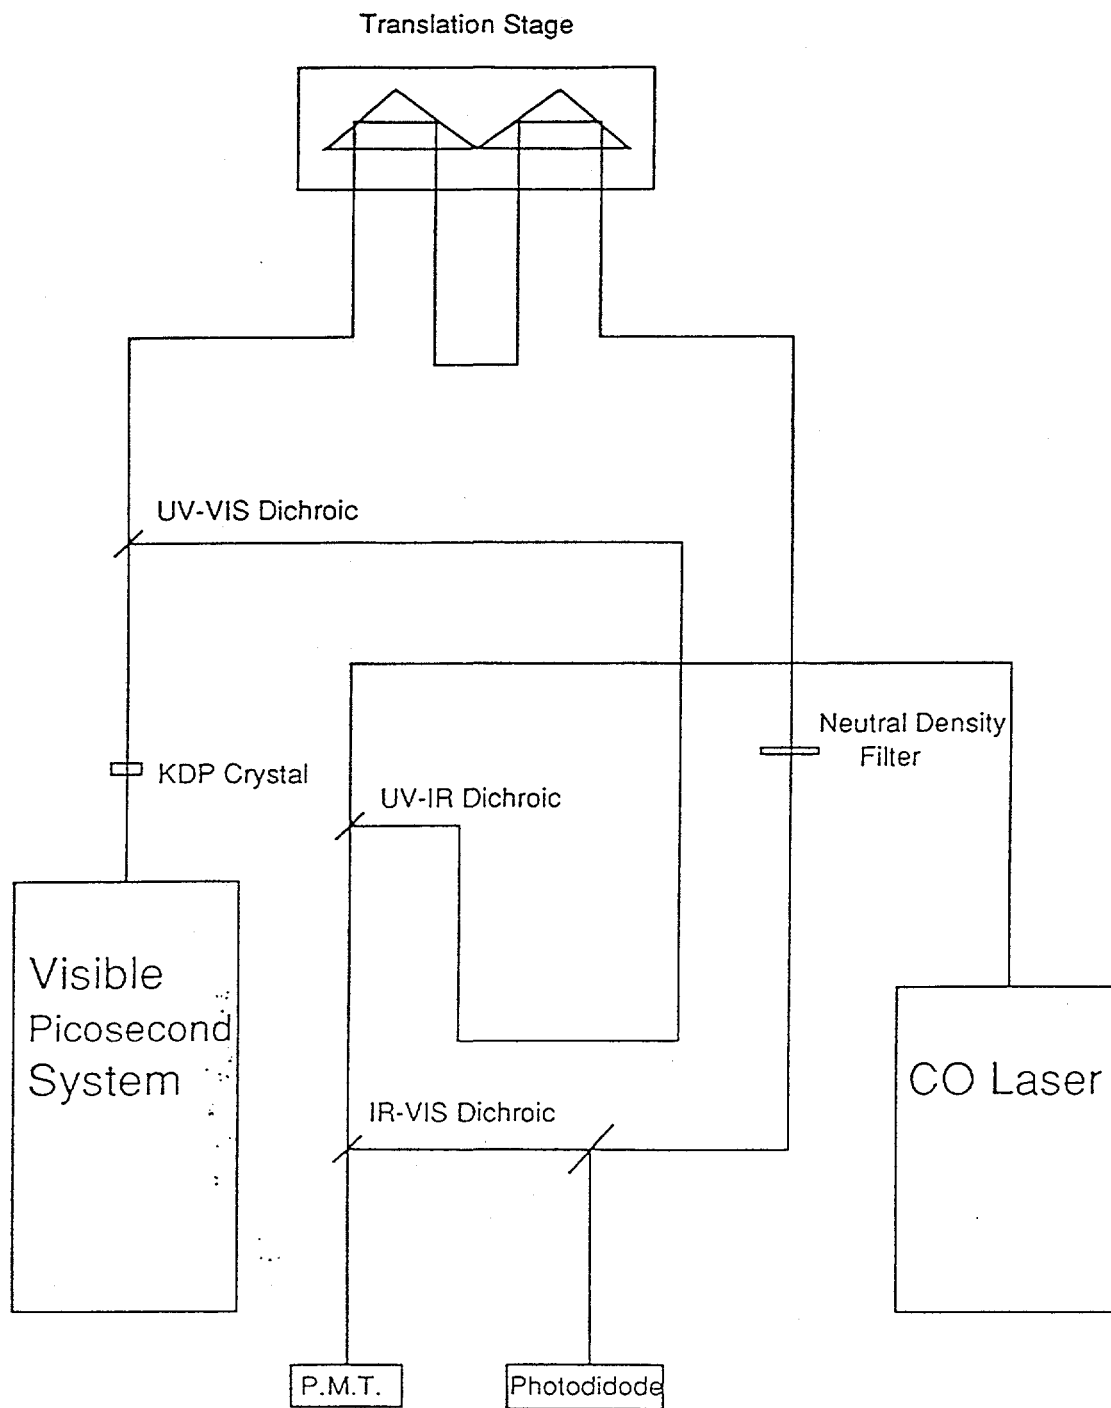 Translation Stage
UV-VIS Dichroic
Neutral Density
Filter
KDP Crystal
UV-IR Dichroic
Visible
Picosecond
System
CO Laser
IR-VIS Dichroic
P.M.T.
Photodidode